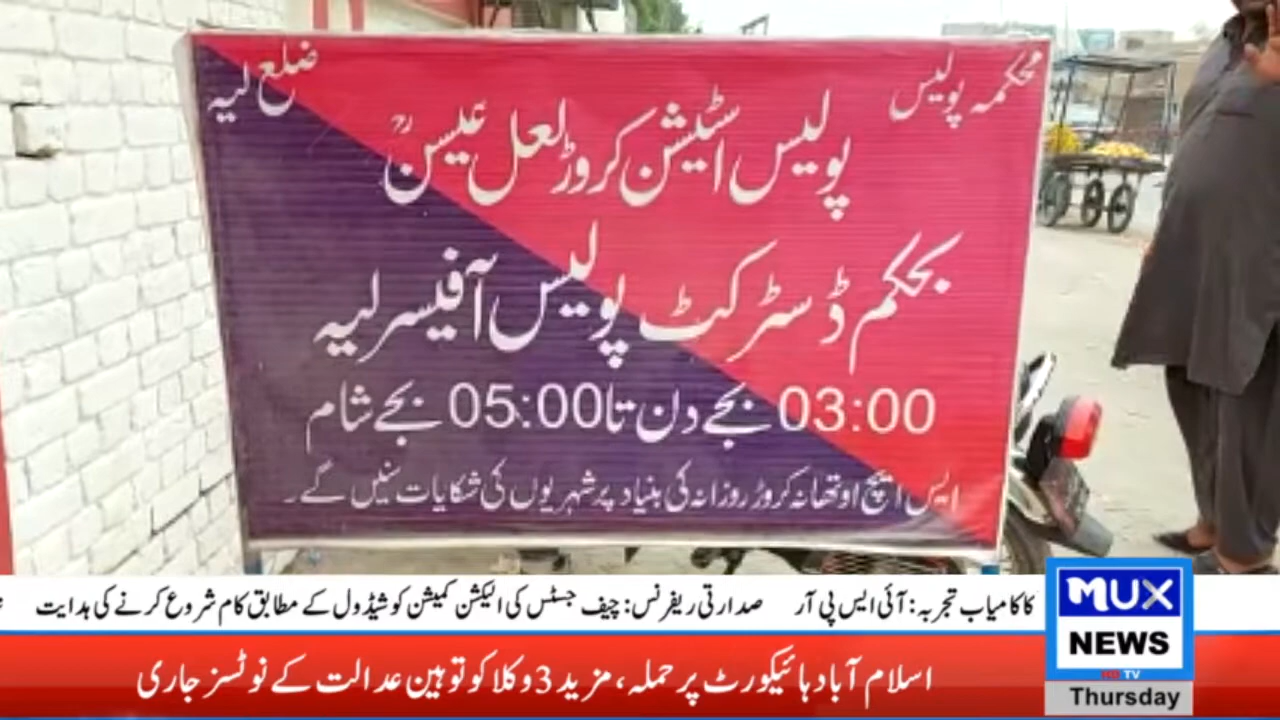 محکمہ پولیس
ضلع لیہ
پولیس اسٹیشن کروڑ لعل عیسنؒ
بحکم ڈسٹرکٹ پولیس آفیسر لیہ
03:00 بجے دن تا 05:00 بجے شام
ایس ایچ او تھانہ کروڑ روزانہ کی بنیاد پر شہریوں کی شکایات سنیں گے۔
کا کامیاب تجربہ: آئی ایس پی آر صدارتی ریفرنس: چیف جسٹس کی الیکشن کمیشن کو شیڈول کے مطابق کام شروع کرنے کی ہدایت
اسلام آباد ہائیکورٹ پر حملہ، مزید 3 وکلا کو توہین عدالت کے نوٹسز جاری
MUX
NEWS
TV
Thursday